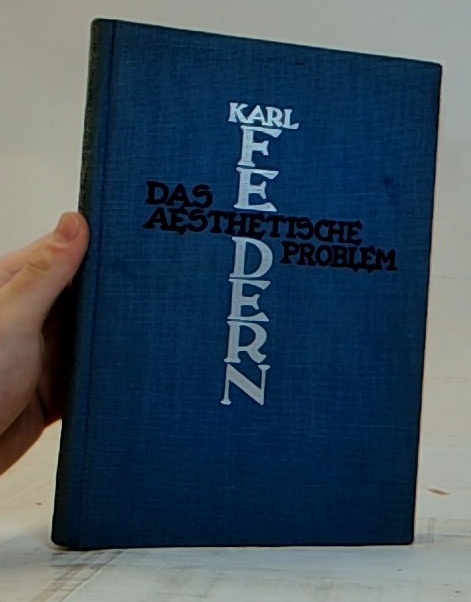 KARL
FEDERN
DAS
AESTHETISCHE
PROBLEM